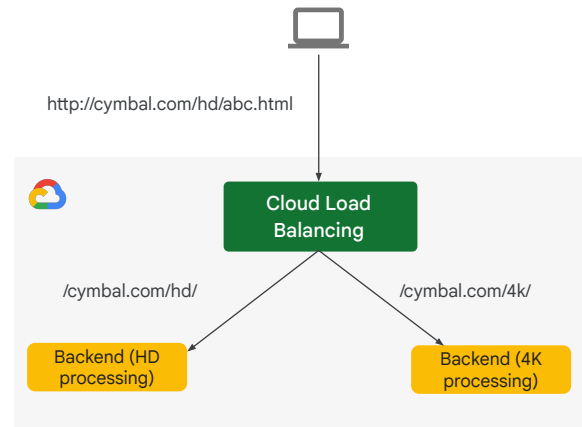 http://cymbal.com/hd/abc.html
Cloud Load
Balancing
/cymbal.com/hd/
/cymbal.com/4k/
Backend (HD
processing)
Backend (4K
processing)